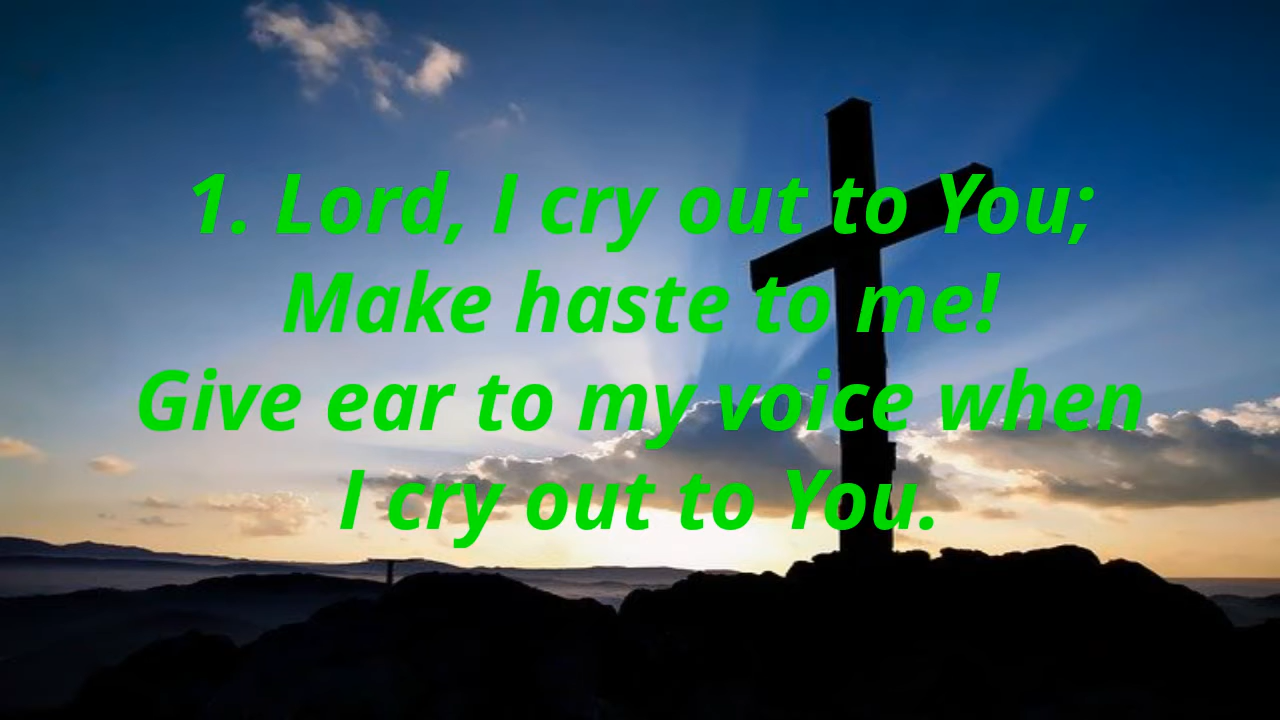 1. Lord, I cry out to You;
Make haste to me!
Give ear to my voice when
I cry out to You.